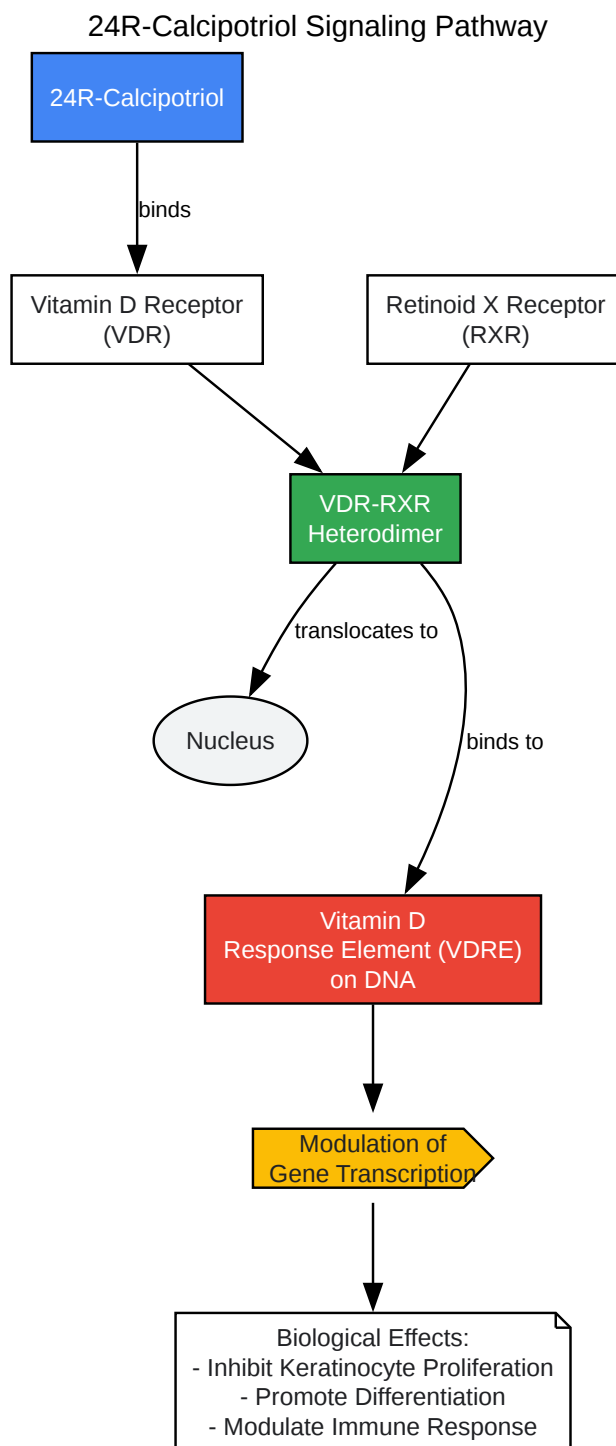 24R-Calcipotriol Signaling Pathway
24R-Calcipotriol
binds
Vitamin D Receptor
(VDR)
Retinoid X Receptor
(RXR)
VDR-RXR
Heterodimer
translocates to
Nucleus
binds to
Vitamin D
Response Element (VDRE)
on DNA
Modulation of
Gene Transcription
Biological Effects:
- Inhibit Keratinocyte Proliferation
- Promote Differentiation
- Modulate Immune Response